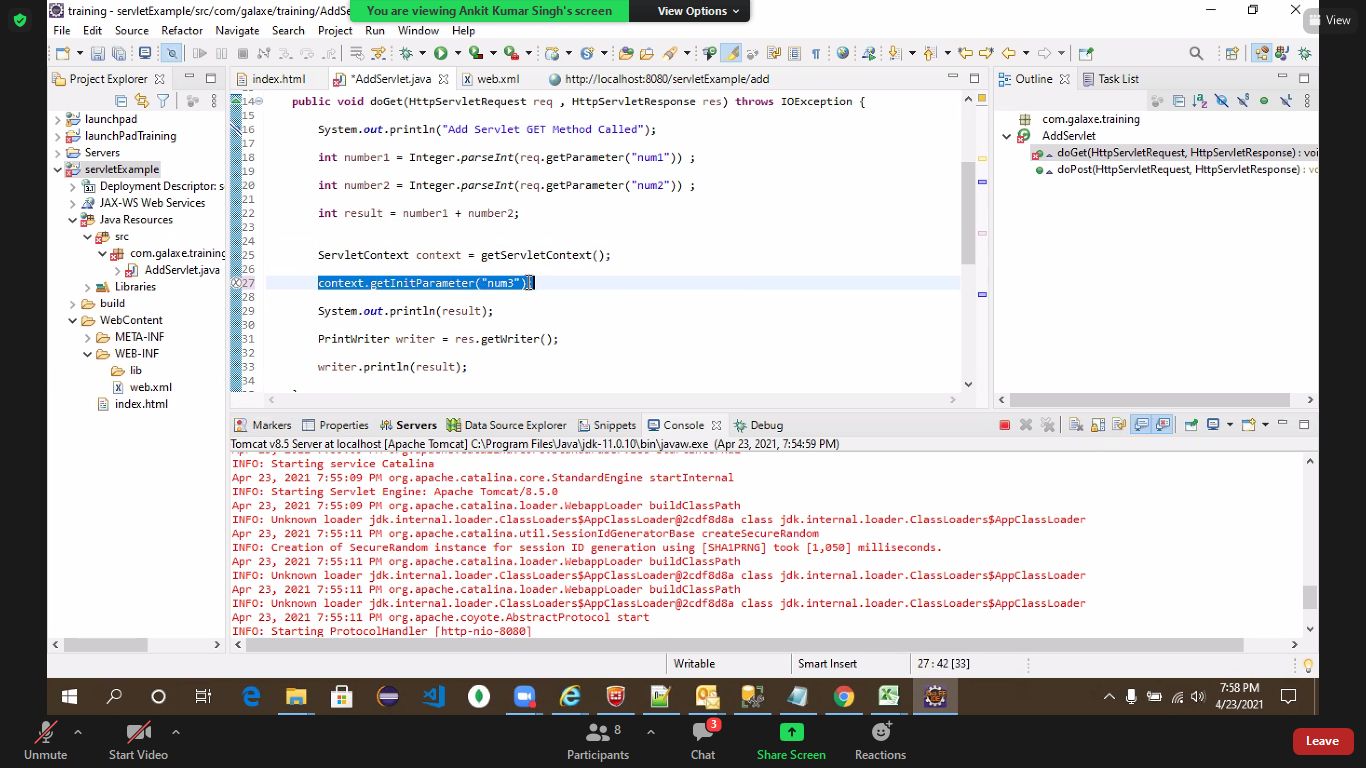 training - servletExample/src/com/galaxe/training/AddSe
You are viewing Ankit Kumar Singh's screen
View Options
View
File Edit Source Refactor Navigate Search Project Run Window Help
Project Explorer
index.html
*AddServlet.java
web.xml
http://localhost:8080/servletExample/add
Outline
Task List
launchpad
launchPadTraining
Servers
servletExample
Deployment Descriptor: s
JAX-WS Web Services
Java Resources
src
com.galaxe.training
AddServlet.java
Libraries
build
WebContent
META-INF
WEB-INF
lib
web.xml
index.html
14 public void doGet(HttpServletRequest req , HttpServletResponse res) throws IOException {
15
16 System.out.println("Add Servlet GET Method Called");
17
18 int number1 = Integer.parseInt(req.getParameter("num1")) ;
19
20 int number2 = Integer.parseInt(req.getParameter("num2")) ;
21
22 int result = number1 + number2;
23
24
25 ServletContext context = getServletContext();
26
27 context.getInitParameter("num3")
28
29 System.out.println(result);
30
31 PrintWriter writer = res.getWriter();
32
33 writer.println(result);
34
com.galaxe.training
AddServlet
doGet(HttpServletRequest, HttpServletResponse) : voi
doPost(HttpServletRequest, HttpServletResponse) : vo
Markers
Properties
Servers
Data Source Explorer
Snippets
Console
Debug
Tomcat v8.5 Server at localhost [Apache Tomcat] C:\Program Files\Java\jdk-11.0.10\bin\javaw.exe (Apr 23, 2021, 7:54:59 PM)
INFO: Starting service Catalina
Apr 23, 2021 7:55:09 PM org.apache.catalina.core.StandardEngine startInternal
INFO: Starting Servlet Engine: Apache Tomcat/8.5.0
Apr 23, 2021 7:55:09 PM org.apache.catalina.loader.WebappLoader buildClassPath
INFO: Unknown loader jdk.internal.loader.ClassLoaders$AppClassLoader@2cdf8d8a class jdk.internal.loader.ClassLoaders$AppClassLoader
Apr 23, 2021 7:55:11 PM org.apache.catalina.util.SessionIdGeneratorBase createSecureRandom
INFO: Creation of SecureRandom instance for session ID generation using [SHA1PRNG] took [1,050] milliseconds.
Apr 23, 2021 7:55:11 PM org.apache.catalina.loader.WebappLoader buildClassPath
INFO: Unknown loader jdk.internal.loader.ClassLoaders$AppClassLoader@2cdf8d8a class jdk.internal.loader.ClassLoaders$AppClassLoader
Apr 23, 2021 7:55:11 PM org.apache.catalina.loader.WebappLoader buildClassPath
INFO: Unknown loader jdk.internal.loader.ClassLoaders$AppClassLoader@2cdf8d8a class jdk.internal.loader.ClassLoaders$AppClassLoader
Apr 23, 2021 7:55:11 PM org.apache.coyote.AbstractProtocol start
INFO: Starting ProtocolHandler [http-nio-8080]
Writable
Smart Insert
27 : 42 [33]
7:58 PM
4/23/2021
Unmute
Start Video
Participants 8
Chat 3
Share Screen
Reactions
Leave